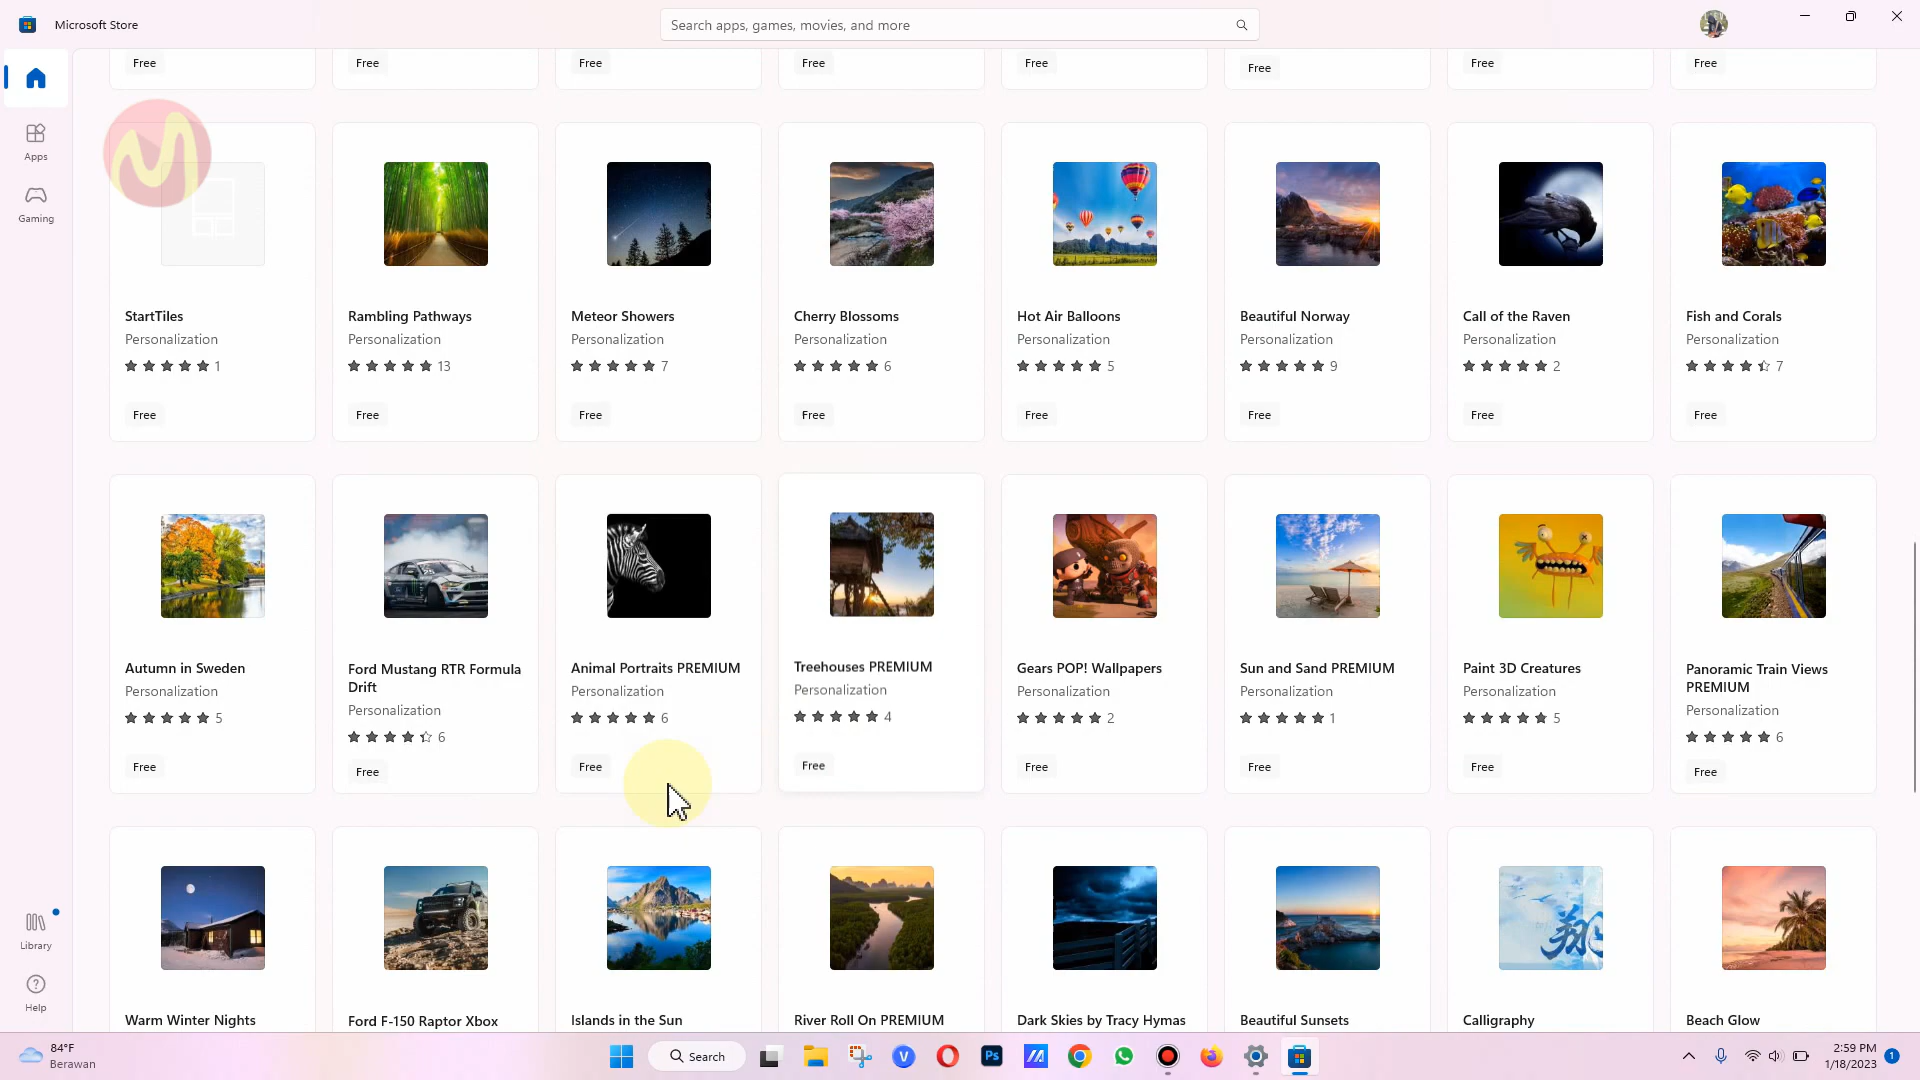 Microsoft Store
Search apps, games, movies, and more
Free Free Free Free Free Free Free Free
Apps
Gaming
StartTiles
Personalization
1
Free
Rambling Pathways
Personalization
13
Free
Meteor Showers
Personalization
7
Free
Cherry Blossoms
Personalization
6
Free
Hot Air Balloons
Personalization
5
Free
Beautiful Norway
Personalization
9
Free
Call of the Raven
Personalization
2
Free
Fish and Corals
Personalization
7
Free
Autumn in Sweden
Personalization
5
Free
Ford Mustang RTR Formula
Drift
Personalization
6
Free
Animal Portraits PREMIUM
Personalization
6
Free
Treehouses PREMIUM
Personalization
4
Free
Gears POP! Wallpapers
Personalization
2
Free
Sun and Sand PREMIUM
Personalization
1
Free
Paint 3D Creatures
Personalization
5
Free
Panoramic Train Views
PREMIUM
Personalization
6
Free
翔
Warm Winter Nights
Ford F-150 Raptor Xbox
Islands in the Sun
River Roll On PREMIUM
Dark Skies by Tracy Hymas
Beautiful Sunsets
Calligraphy
Beach Glow
Library
Help
84°F
Berawan
Search
V
Ps
2:59 PM
1/18/2023
1